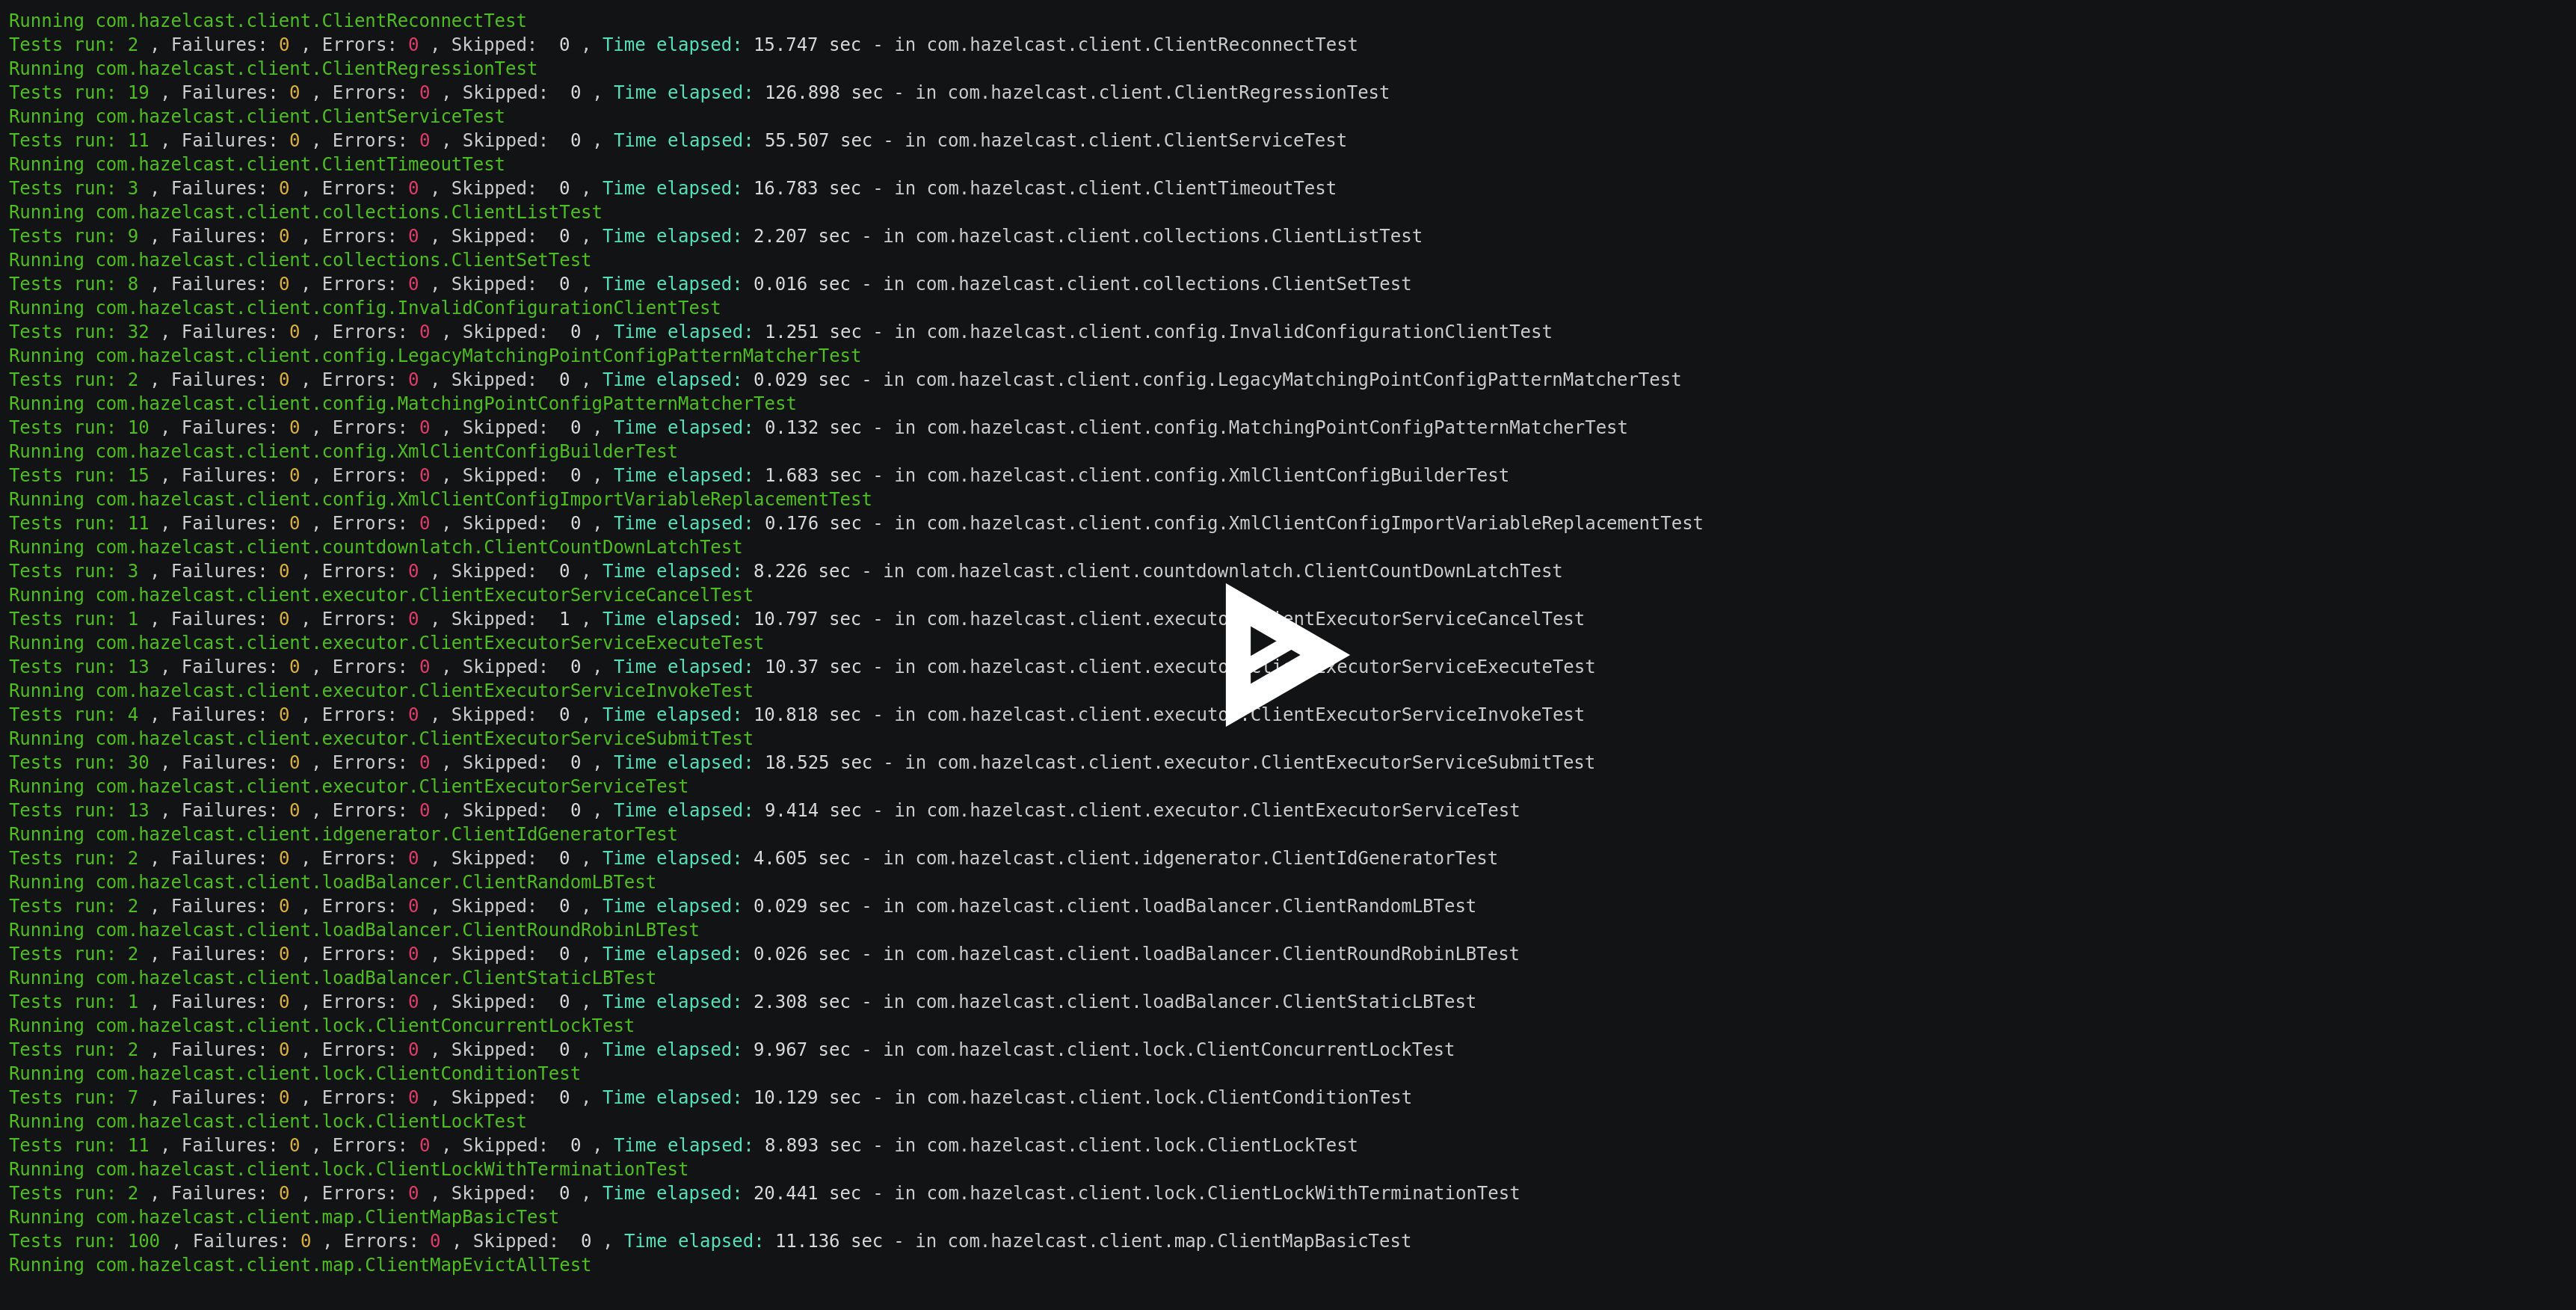 Running com.hazelcast.client.ClientReconnectTest
Tests run: 2 , Failures: 0 , Errors: 0 , Skipped:  0 , Time elapsed: 15.747 sec - in com.hazelcast.client.ClientReconnectTest
Running com.hazelcast.client.ClientRegressionTest
Tests run: 19 , Failures: 0 , Errors: 0 , Skipped:  0 , Time elapsed: 126.898 sec - in com.hazelcast.client.ClientRegressionTest
Running com.hazelcast.client.ClientServiceTest
Tests run: 11 , Failures: 0 , Errors: 0 , Skipped:  0 , Time elapsed: 55.507 sec - in com.hazelcast.client.ClientServiceTest
Running com.hazelcast.client.ClientTimeoutTest
Tests run: 3 , Failures: 0 , Errors: 0 , Skipped:  0 , Time elapsed: 16.783 sec - in com.hazelcast.client.ClientTimeoutTest
Running com.hazelcast.client.collections.ClientListTest
Tests run: 9 , Failures: 0 , Errors: 0 , Skipped:  0 , Time elapsed: 2.207 sec - in com.hazelcast.client.collections.ClientListTest
Running com.hazelcast.client.collections.ClientSetTest
Tests run: 8 , Failures: 0 , Errors: 0 , Skipped:  0 , Time elapsed: 0.016 sec - in com.hazelcast.client.collections.ClientSetTest
Running com.hazelcast.client.config.InvalidConfigurationClientTest
Tests run: 32 , Failures: 0 , Errors: 0 , Skipped:  0 , Time elapsed: 1.251 sec - in com.hazelcast.client.config.InvalidConfigurationClientTest
Running com.hazelcast.client.config.LegacyMatchingPointConfigPatternMatcherTest
Tests run: 2 , Failures: 0 , Errors: 0 , Skipped:  0 , Time elapsed: 0.029 sec - in com.hazelcast.client.config.LegacyMatchingPointConfigPatternMatcherTest
Running com.hazelcast.client.config.MatchingPointConfigPatternMatcherTest
Tests run: 10 , Failures: 0 , Errors: 0 , Skipped:  0 , Time elapsed: 0.132 sec - in com.hazelcast.client.config.MatchingPointConfigPatternMatcherTest
Running com.hazelcast.client.config.XmlClientConfigBuilderTest
Tests run: 15 , Failures: 0 , Errors: 0 , Skipped:  0 , Time elapsed: 1.683 sec - in com.hazelcast.client.config.XmlClientConfigBuilderTest
Running com.hazelcast.client.config.XmlClientConfigImportVariableReplacementTest
Tests run: 11 , Failures: 0 , Errors: 0 , Skipped:  0 , Time elapsed: 0.176 sec - in com.hazelcast.client.config.XmlClientConfigImportVariableReplacementTest
Running com.hazelcast.client.countdownlatch.ClientCountDownLatchTest
Tests run: 3 , Failures: 0 , Errors: 0 , Skipped:  0 , Time elapsed: 8.226 sec - in com.hazelcast.client.countdownlatch.ClientCountDownLatchTest
Running com.hazelcast.client.executor.ClientExecutorServiceCancelTest
Tests run: 1 , Failures: 0 , Errors: 0 , Skipped:  1 , Time elapsed: 10.797 sec - in com.hazelcast.client.executor.ClientExecutorServiceCancelTest
Running com.hazelcast.client.executor.ClientExecutorServiceExecuteTest
Tests run: 13 , Failures: 0 , Errors: 0 , Skipped:  0 , Time elapsed: 10.37 sec - in com.hazelcast.client.executor.ClientExecutorServiceExecuteTest
Running com.hazelcast.client.executor.ClientExecutorServiceInvokeTest
Tests run: 4 , Failures: 0 , Errors: 0 , Skipped:  0 , Time elapsed: 10.818 sec - in com.hazelcast.client.executor.ClientExecutorServiceInvokeTest
Running com.hazelcast.client.executor.ClientExecutorServiceSubmitTest
Tests run: 30 , Failures: 0 , Errors: 0 , Skipped:  0 , Time elapsed: 18.525 sec - in com.hazelcast.client.executor.ClientExecutorServiceSubmitTest
Running com.hazelcast.client.executor.ClientExecutorServiceTest
Tests run: 13 , Failures: 0 , Errors: 0 , Skipped:  0 , Time elapsed: 9.414 sec - in com.hazelcast.client.executor.ClientExecutorServiceTest
Running com.hazelcast.client.idgenerator.ClientIdGeneratorTest
Tests run: 2 , Failures: 0 , Errors: 0 , Skipped:  0 , Time elapsed: 4.605 sec - in com.hazelcast.client.idgenerator.ClientIdGeneratorTest
Running com.hazelcast.client.loadBalancer.ClientRandomLBTest
Tests run: 2 , Failures: 0 , Errors: 0 , Skipped:  0 , Time elapsed: 0.029 sec - in com.hazelcast.client.loadBalancer.ClientRandomLBTest
Running com.hazelcast.client.loadBalancer.ClientRoundRobinLBTest
Tests run: 2 , Failures: 0 , Errors: 0 , Skipped:  0 , Time elapsed: 0.026 sec - in com.hazelcast.client.loadBalancer.ClientRoundRobinLBTest
Running com.hazelcast.client.loadBalancer.ClientStaticLBTest
Tests run: 1 , Failures: 0 , Errors: 0 , Skipped:  0 , Time elapsed: 2.308 sec - in com.hazelcast.client.loadBalancer.ClientStaticLBTest
Running com.hazelcast.client.lock.ClientConcurrentLockTest
Tests run: 2 , Failures: 0 , Errors: 0 , Skipped:  0 , Time elapsed: 9.967 sec - in com.hazelcast.client.lock.ClientConcurrentLockTest
Running com.hazelcast.client.lock.ClientConditionTest
Tests run: 7 , Failures: 0 , Errors: 0 , Skipped:  0 , Time elapsed: 10.129 sec - in com.hazelcast.client.lock.ClientConditionTest
Running com.hazelcast.client.lock.ClientLockTest
Tests run: 11 , Failures: 0 , Errors: 0 , Skipped:  0 , Time elapsed: 8.893 sec - in com.hazelcast.client.lock.ClientLockTest
Running com.hazelcast.client.lock.ClientLockWithTerminationTest
Tests run: 2 , Failures: 0 , Errors: 0 , Skipped:  0 , Time elapsed: 20.441 sec - in com.hazelcast.client.lock.ClientLockWithTerminationTest
Running com.hazelcast.client.map.ClientMapBasicTest
Tests run: 100 , Failures: 0 , Errors: 0 , Skipped:  0 , Time elapsed: 11.136 sec - in com.hazelcast.client.map.ClientMapBasicTest
Running com.hazelcast.client.map.ClientMapEvictAllTest